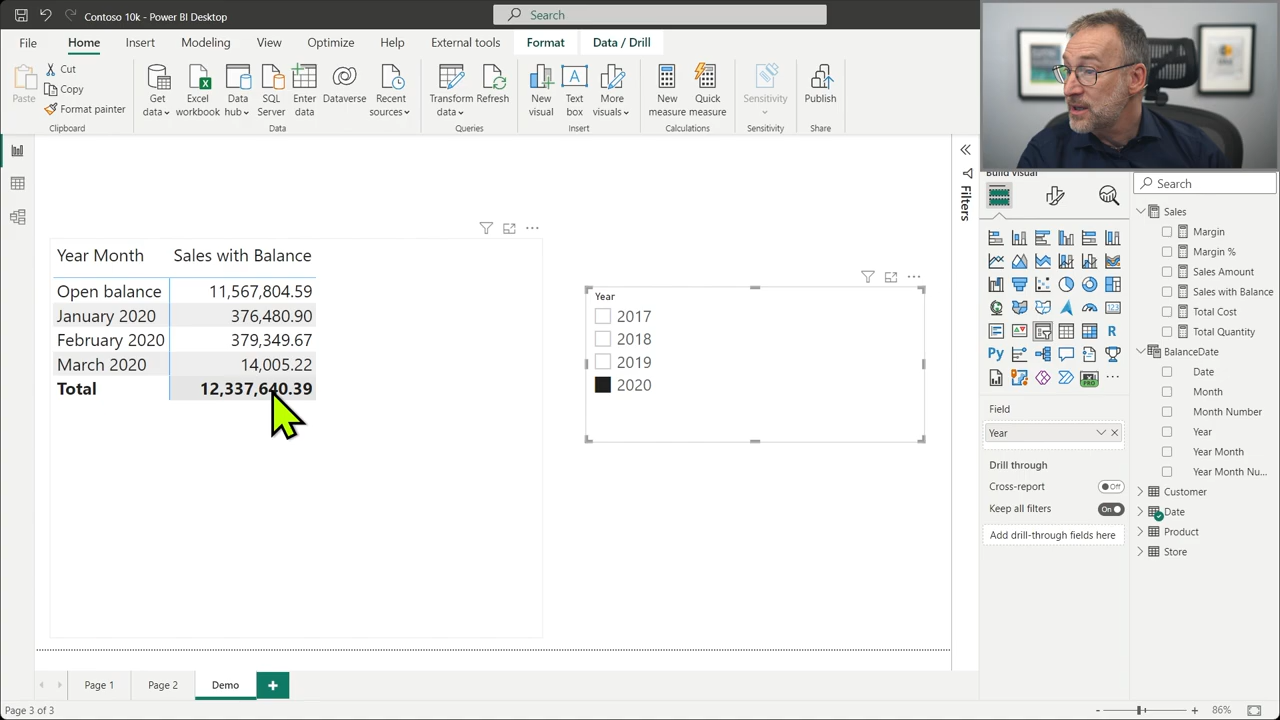 Contoso 10k - Power BI Desktop
Search
File Home Insert Modeling View Optimize Help External tools Format Data / Drill
Paste
Cut
Copy
Format painter
Clipboard
Get data
Excel workbook
Data hub
SQL Server
Enter data
Dataverse
Recent sources
Data
Transform data
Refresh
Queries
New visual
Text box
More visuals
Insert
New measure
Quick measure
Calculations
Sensitivity
Sensitivity
Publish
Share
Year Month Sales with Balance
Open balance 11,567,804.59
January 2020 376,480.90
February 2020 379,349.67
March 2020 14,005.22
Total 12,337,640.39
Year
2017
2018
2019
2020
Filters
Build visual
R
Py
123
Field
Year
Drill through
Cross-report Off
Keep all filters On
Add drill-through fields here
Search
Sales
Margin
Margin %
Sales Amount
Sales with Balance
Total Cost
Total Quantity
BalanceDate
Date
Month
Month Number
Year
Year Month
Year Month Nu...
Customer
Date
Product
Store
Page 1 Page 2 Demo
Page 3 of 3
86%